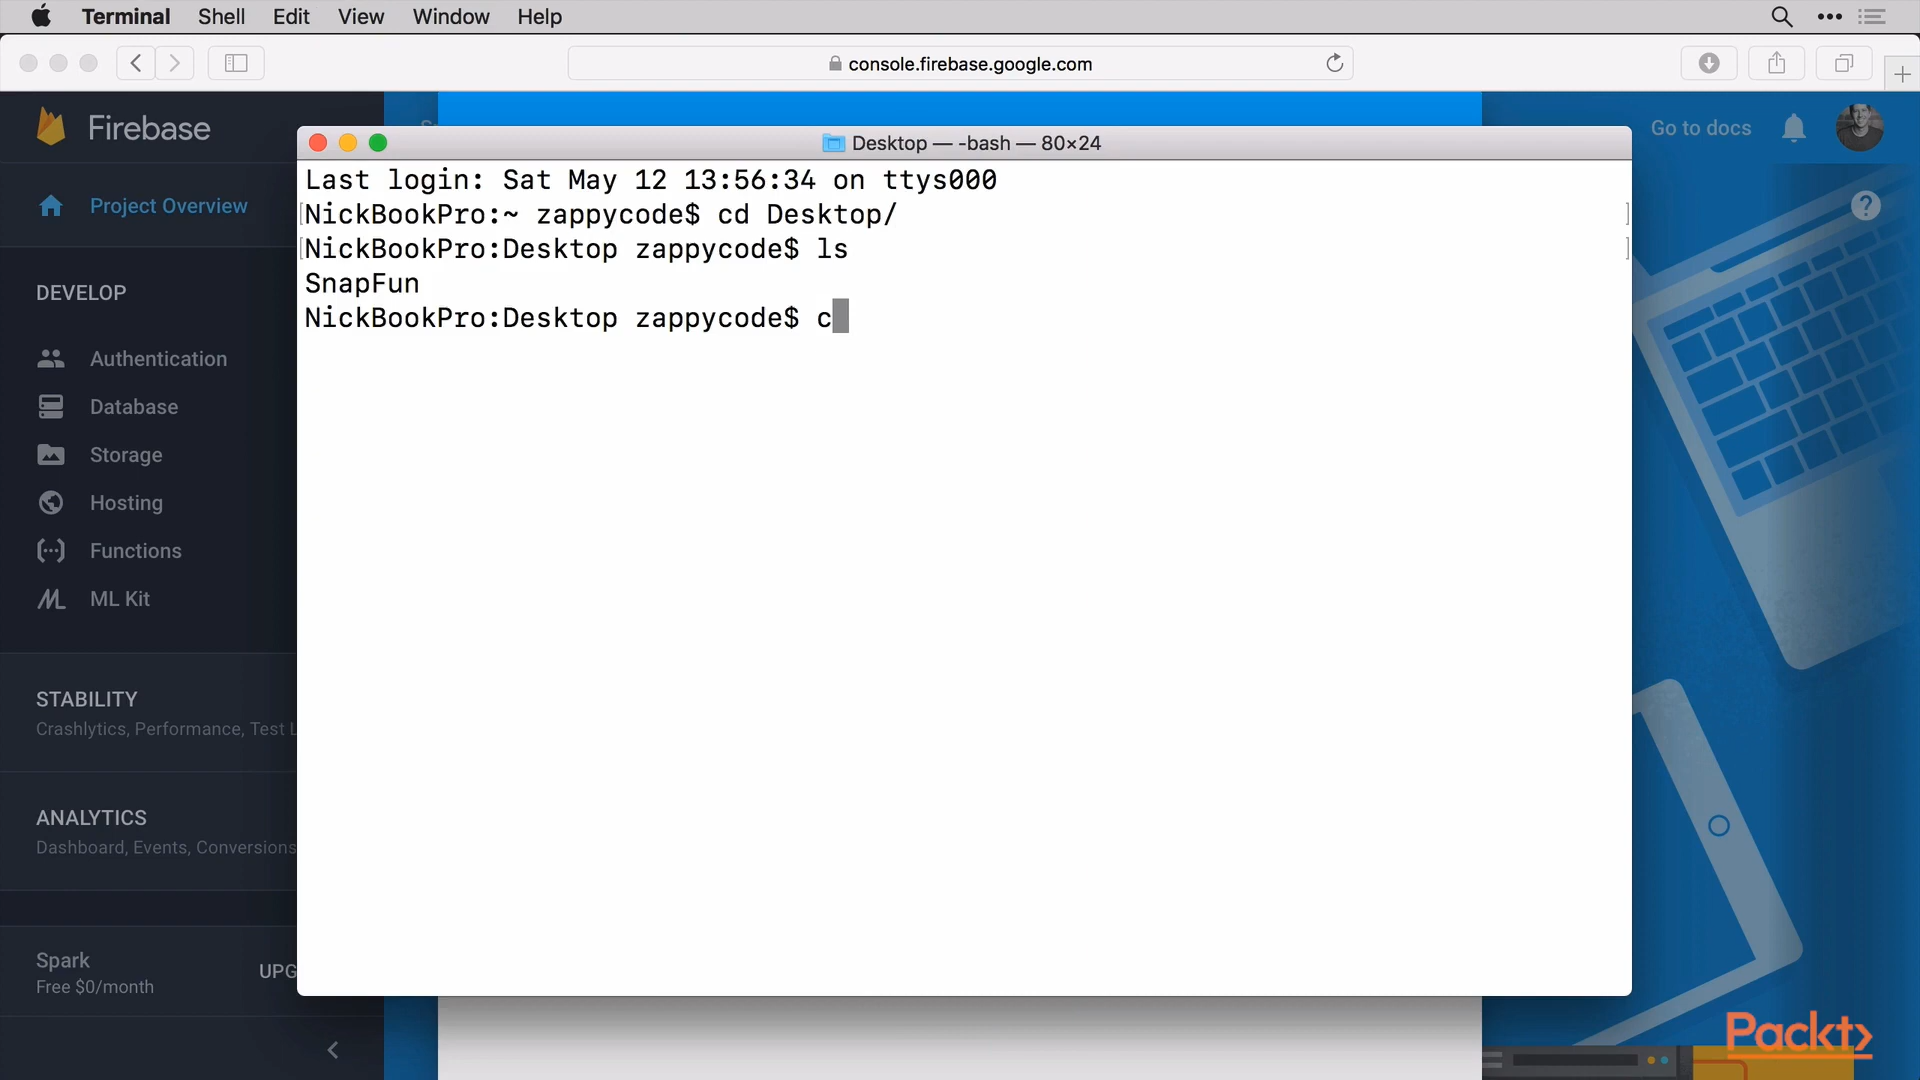 Terminal Shell Edit View Window Help
console.firebase.google.com
Firebase
Go to docs
Desktop — -bash — 80×24
Last login: Sat May 12 13:56:34 on ttys000
NickBookPro:~ zappycode$ cd Desktop/
NickBookPro:Desktop zappycode$ ls
SnapFun
NickBookPro:Desktop zappycode$ c
Project Overview
?
DEVELOP
Authentication
Database
Storage
Hosting
Functions
ML Kit
STABILITY
Crashlytics, Performance, Test L
ANALYTICS
Dashboard, Events, Conversions
Spark
UPG
Free $0/month
Packt>